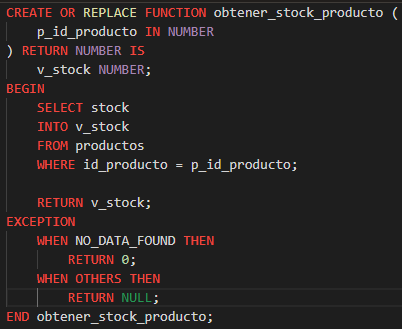 CREATE OR REPLACE FUNCTION obtener_stock_producto (
    p_id_producto IN NUMBER
) RETURN NUMBER IS
    v_stock NUMBER;
BEGIN
    SELECT stock
    INTO v_stock
    FROM productos
    WHERE id_producto = p_id_producto;

    RETURN v_stock;
EXCEPTION
    WHEN NO_DATA_FOUND THEN
        RETURN 0;
    WHEN OTHERS THEN
        RETURN NULL;
END obtener_stock_producto;